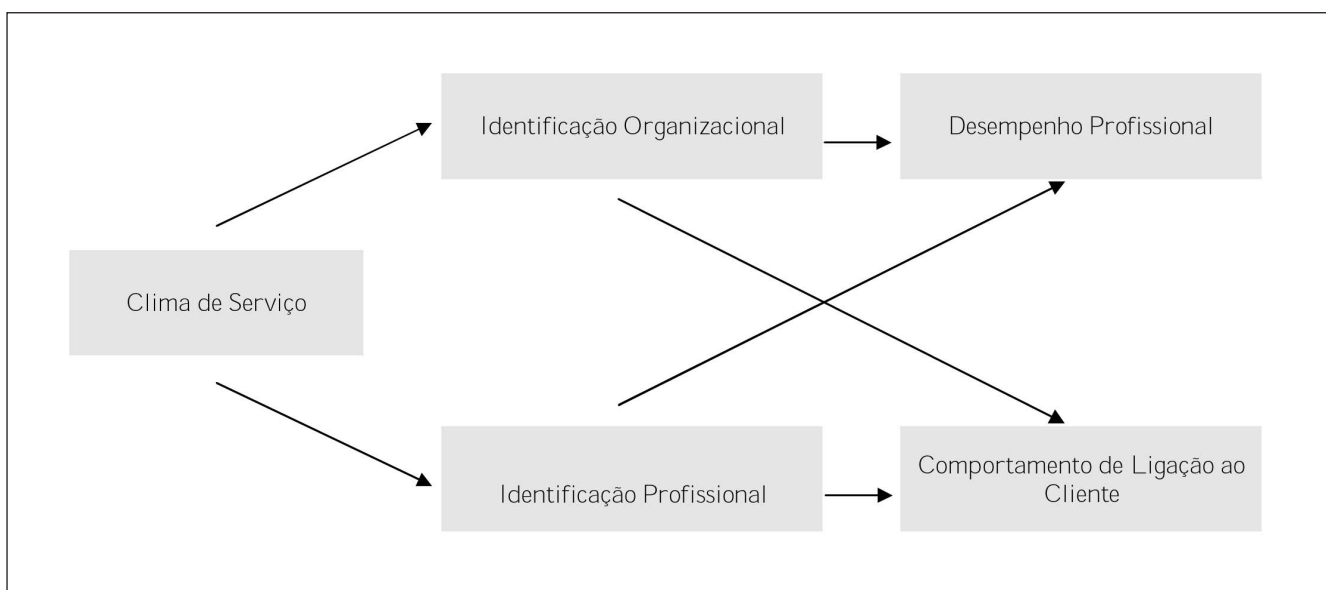 Identificação Organizacional
Desempenho Profissional
Clima de Serviço
Identificação Profissional
Comportamento de Ligação ao
Cliente